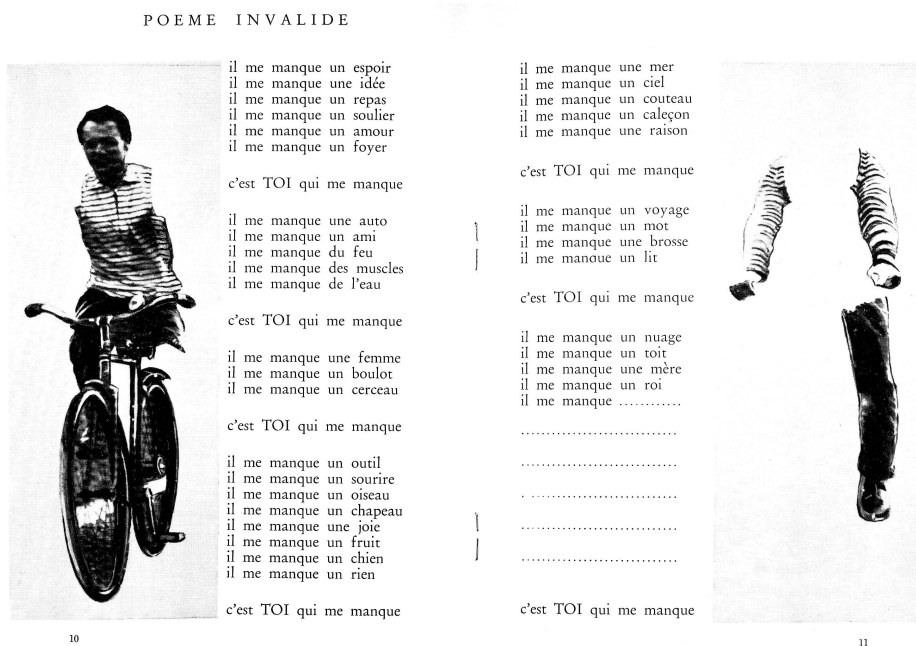 POEME INVALIDE
il me manque un espoir
il me manque une idée
il me manque un repas
il me manque un soulier
il me manque un amour
il me manque un foyer
c'est TOI qui me manque
il me manque une auto
il me manque un ami
il me manque du feu
il me manque des muscles
il me manque de l'eau
c'est TOI qui me manque
il me manque une femme
il me manque un boulot
il me manque un cerceau
c'est TOI qui me manque
il me manque un outil
il me manque un sourire
il me manque un oiseau
il me manque un chapeau
il me manque une joie
il me manque un fruit
il me manque un chien
il me manque un rien
c'est TOI qui me manque
10
il me manque une mer
il me manque un ciel
il me manque un couteau
il me manque un caleçon
il me manque une raison
c'est TOI qui me manque
il me manque un voyage
il me manque un mot
il me manque une brosse
il me manque un lit
c'est TOI qui me manque
il me manque un nuage
il me manque un toit
il me manque une mère
il me manque un roi
il me manque ............
.............................
.............................
. ...........................
.............................
.............................
c'est TOI qui me manque
11